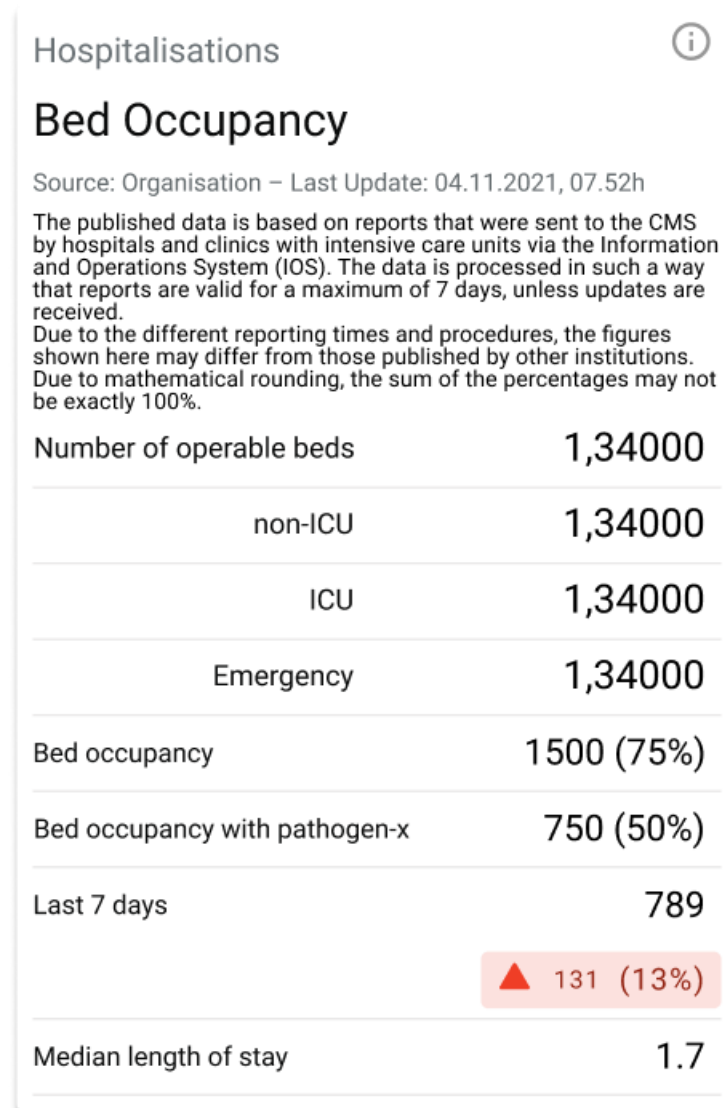 Hospitalisations
Bed Occupancy
Source: Organisation – Last Update: 04.11.2021, 07.52h
The published data is based on reports that were sent to the CMS
by hospitals and clinics with intensive care units via the Information
and Operations System (IOS). The data is processed in such a way
that reports are valid for a maximum of 7 days, unless updates are
received.
Due to the different reporting times and procedures, the figures
shown here may differ from those published by other institutions.
Due to mathematical rounding, the sum of the percentages may not
be exactly 100%.
Number of operable beds 1,34000
non-ICU 1,34000
ICU 1,34000
Emergency 1,34000
Bed occupancy 1500 (75%)
Bed occupancy with pathogen-x 750 (50%)
Last 7 days 789
131 (13%)
Median length of stay 1.7